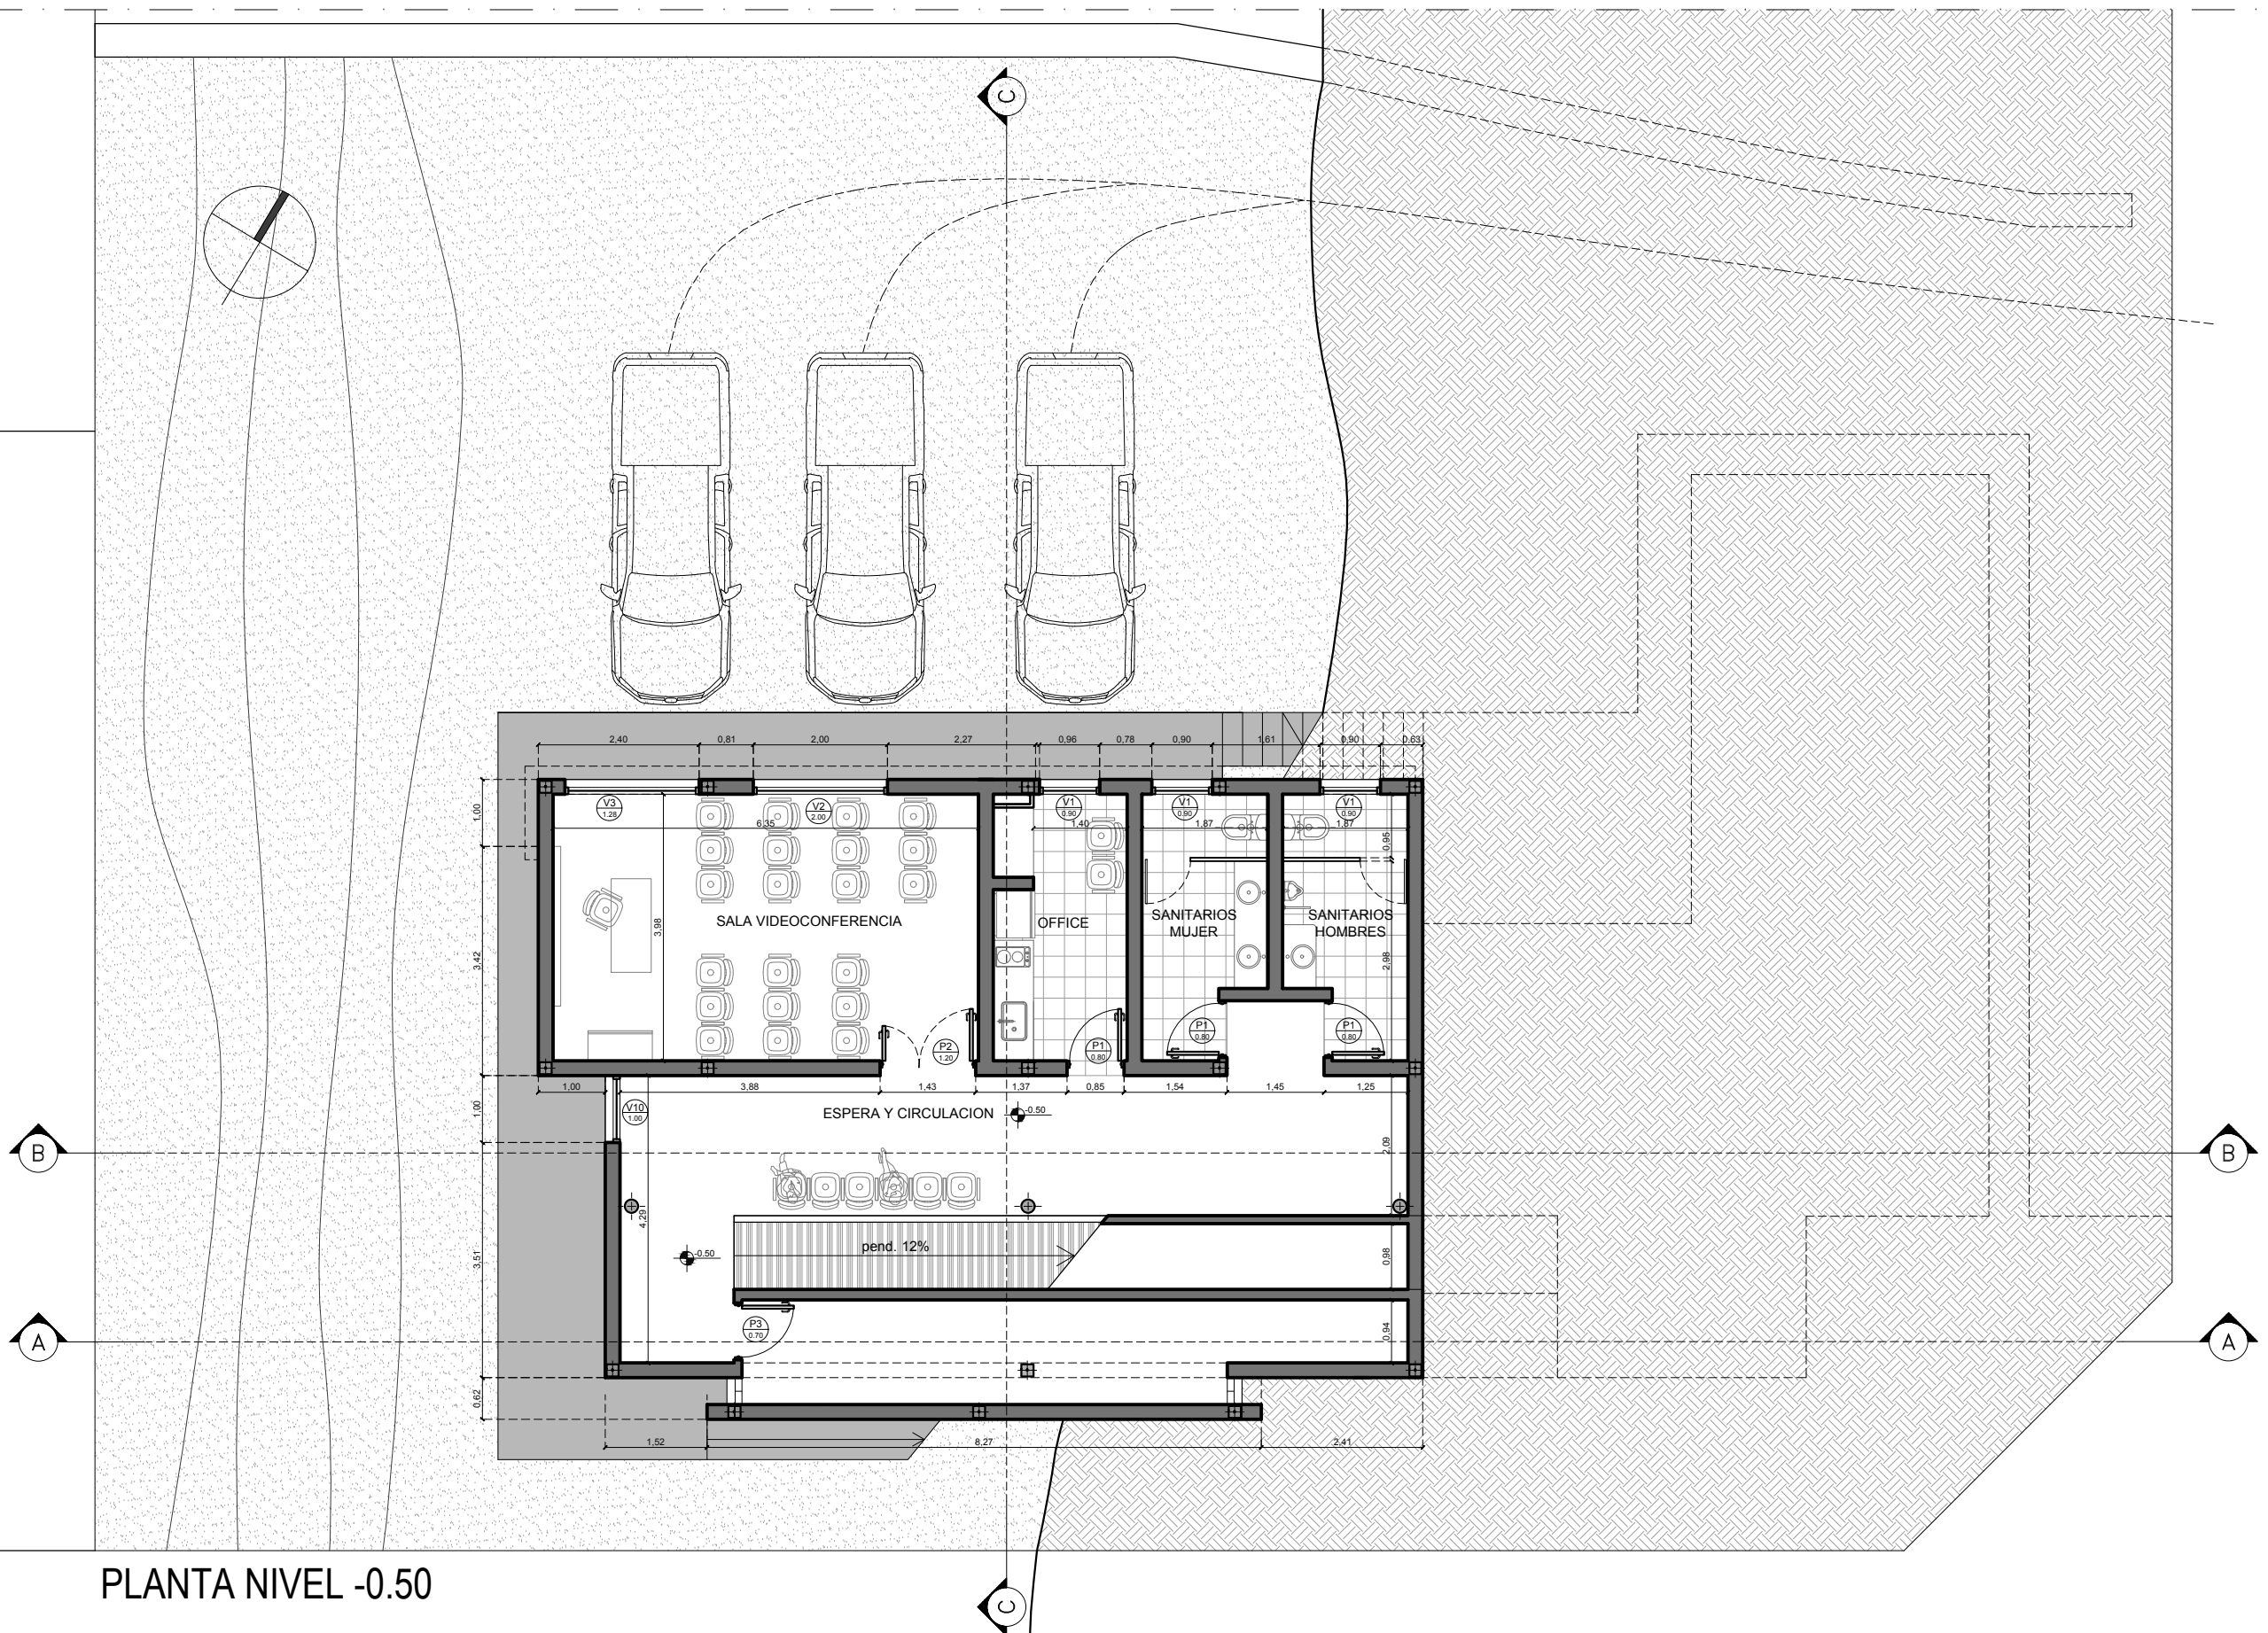 C
2,40 0,81 2,00 2,27 0,96 0,78 0,90 1,61 0,90 0,63
V3
1.28
V2
2.00
V1
0.90
V1
0.90
V1
0.90
1,00
6,35
1,40
1,87
1,87
0,95
3,42
3,98
SALA VIDEOCONFERENCIA
OFFICE
SANITARIOS
MUJER
SANITARIOS
HOMBRES
2,98
P2
1.20
P1
0.80
P1
0.80
P1
0.80
1,00 3,88 1,43 1,37 0,85 1,54 1,45 1,25
1,00
V10
1.00
ESPERA Y CIRCULACION
-0.50
B
2,09
B
4,29
3,51
-0.50
pend. 12%
0,98
A
P3
0.70
0,94
A
0,62
1,52 8,27 2,41
PLANTA NIVEL -0.50
C